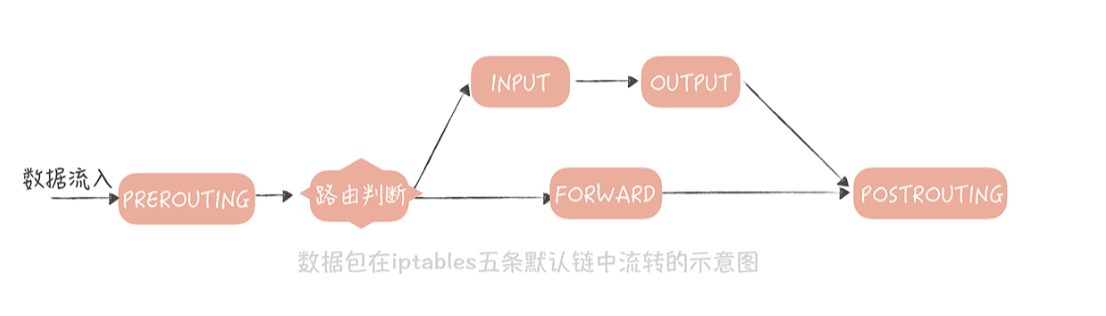 INPUT
OUTPUT
数据流入
PREROUTING
路由判断
FORWARD
POSTROUTING
数据包在iptables五条默认链中流转的示意图